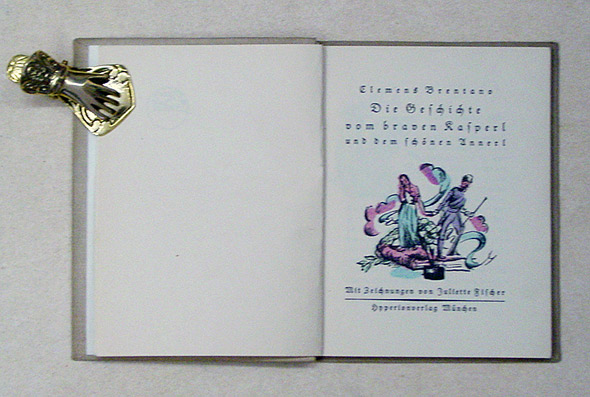 Clemens Brentano
Die Geschichte
vom braven Kasperl
und dem schönen Annerl
Mit Zeichnungen von Juliette Fischer
Hyperionverlag München